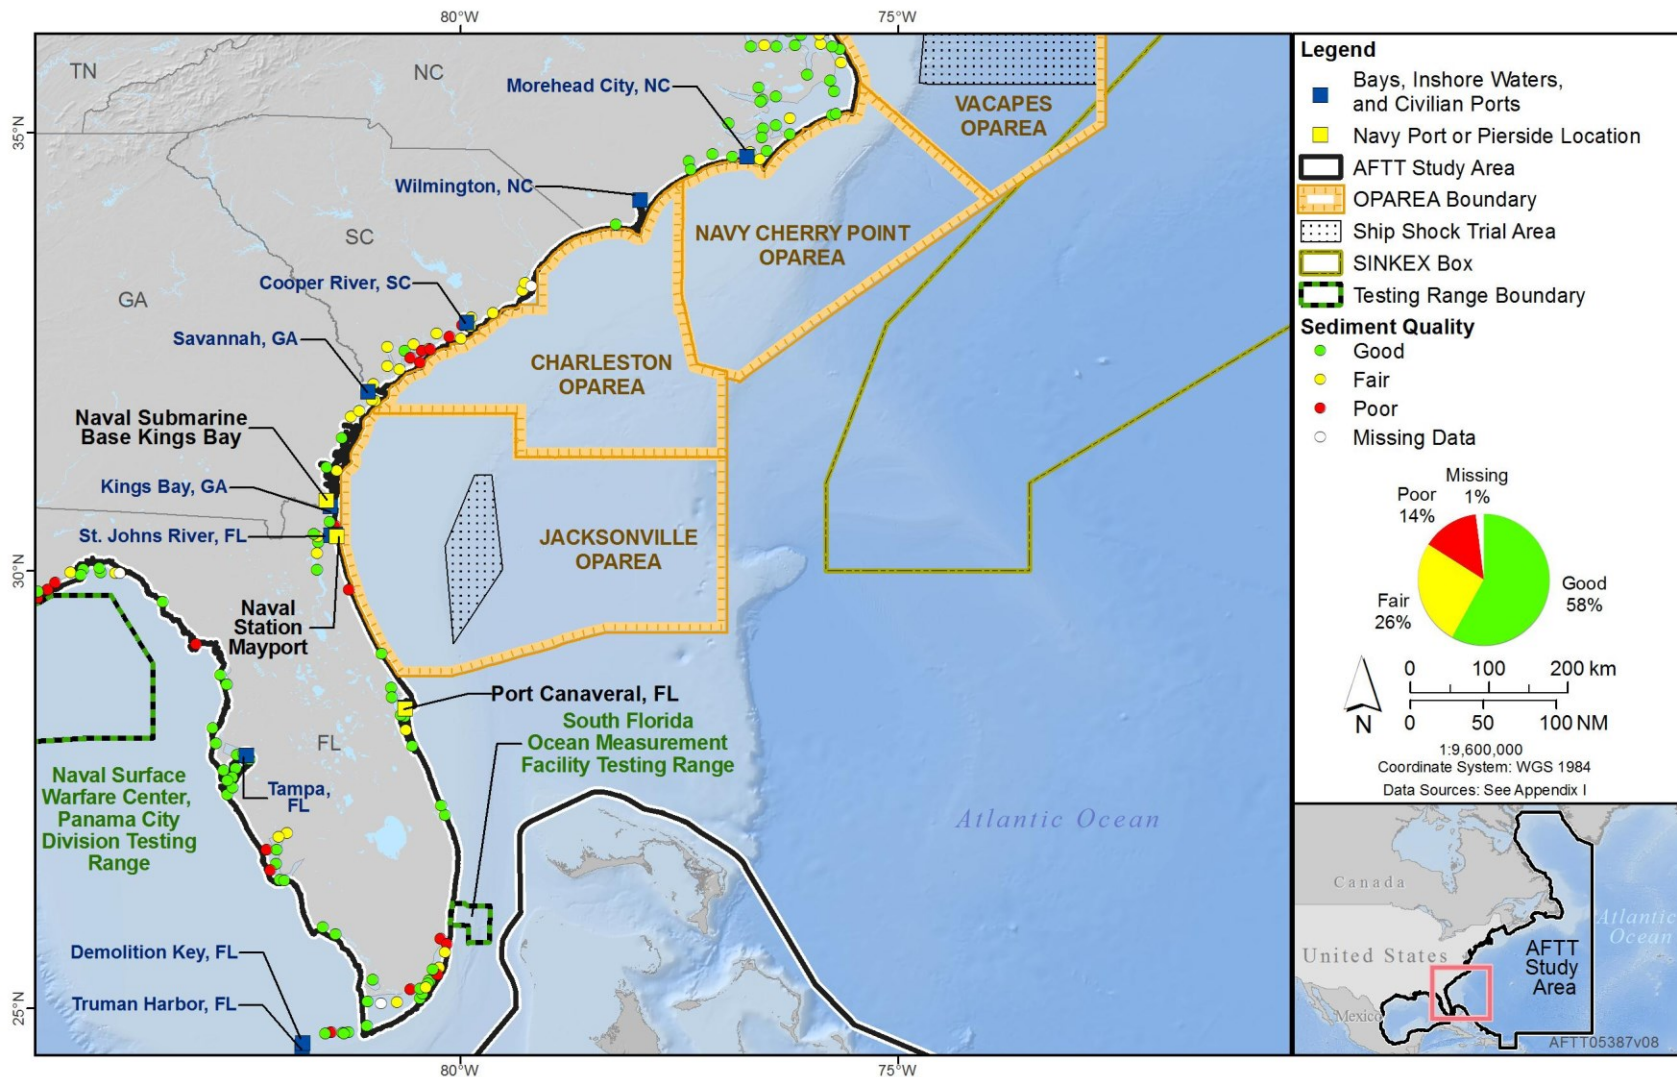 80°W
75°W
TN
NC
Morehead City, NC
VACAPES
OPAREA
35°N
Wilmington, NC
SC
NAVY CHERRY POINT
OPAREA
GA
Cooper River, SC
Savannah, GA
CHARLESTON
OPAREA
Naval Submarine
Base Kings Bay
Kings Bay, GA
St. Johns River, FL
JACKSONVILLE
OPAREA
30°N
Naval
Station
Mayport
Port Canaveral, FL
South Florida
Ocean Measurement
Facility Testing Range
FL
Naval Surface
Warfare Center,
Panama City
Division Testing
Range
Tampa,
FL
Atlantic Ocean
Demolition Key, FL
Truman Harbor, FL
25°N
80°W
75°W
Legend
Bays, Inshore Waters,
and Civilian Ports
Navy Port or Pierside Location
AFTT Study Area
OPAREA Boundary
Ship Shock Trial Area
SINKEX Box
Testing Range Boundary
Sediment Quality
Good
Fair
Poor
Missing Data
Missing
1%
Poor
14%
Good
58%
Fair
26%
0 100 200 km
0 50 100 NM
N
1:9,600,000
Coordinate System: WGS 1984
Data Sources: See Appendix I
Canada
Atlantic
Ocean
United States
AFTT
Study
Area
Mexico
AFTT05387v08